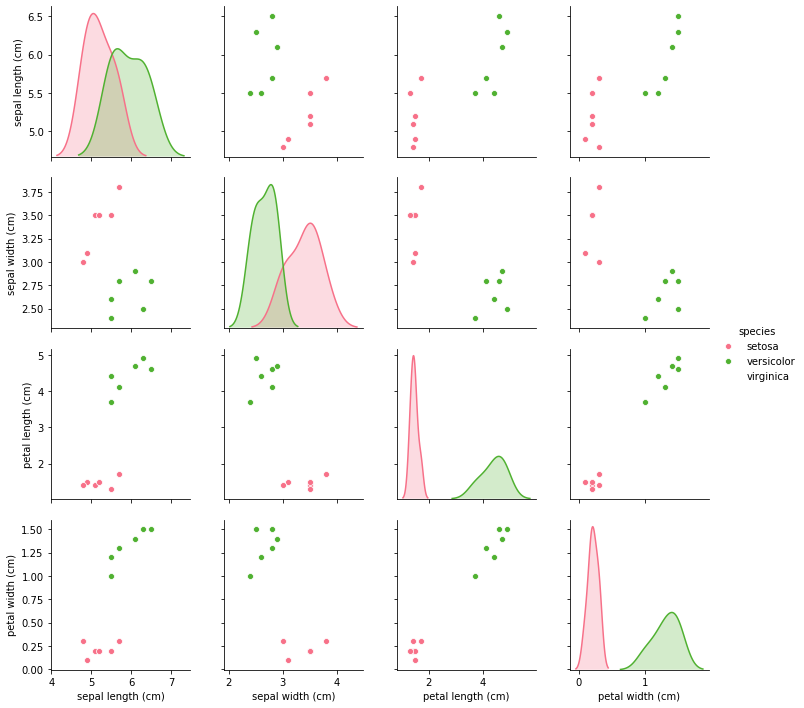 6.5
6.0
5.5
5.0
sepal length (cm)
3.75
3.50
3.25
3.00
2.75
2.50
sepal width (cm)
species
setosa
versicolor
virginica
5
4
3
2
petal length (cm)
1.50
1.25
1.00
0.75
0.50
0.25
0.00
petal width (cm)
4 5 6 7
sepal length (cm)
2 3 4
sepal width (cm)
2 4
petal length (cm)
0 1
petal width (cm)